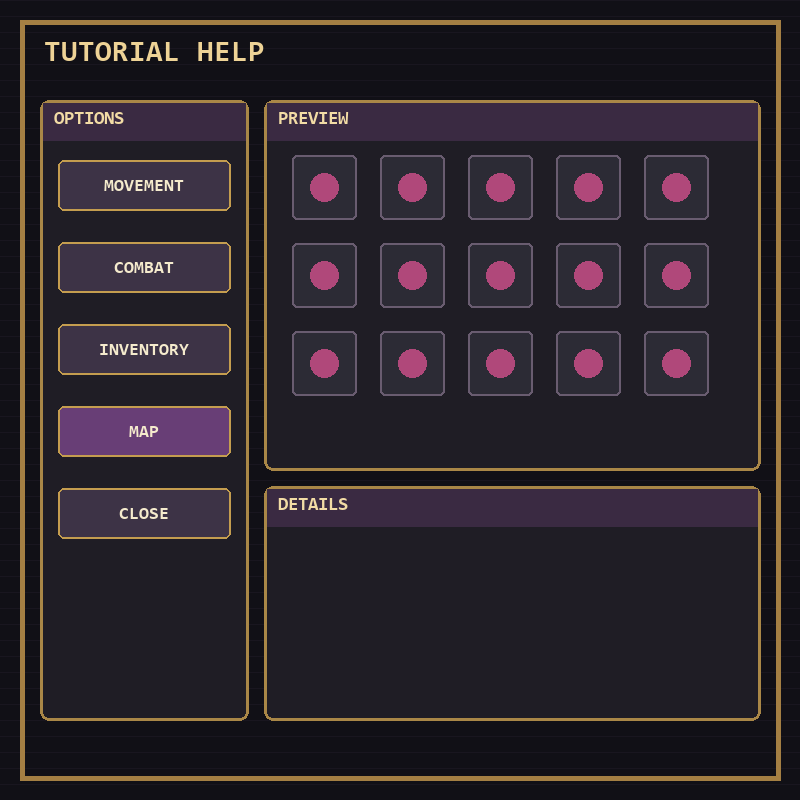 TUTORIAL HELP
OPTIONS
MOVEMENT
COMBAT
INVENTORY
MAP
CLOSE
PREVIEW
DETAILS